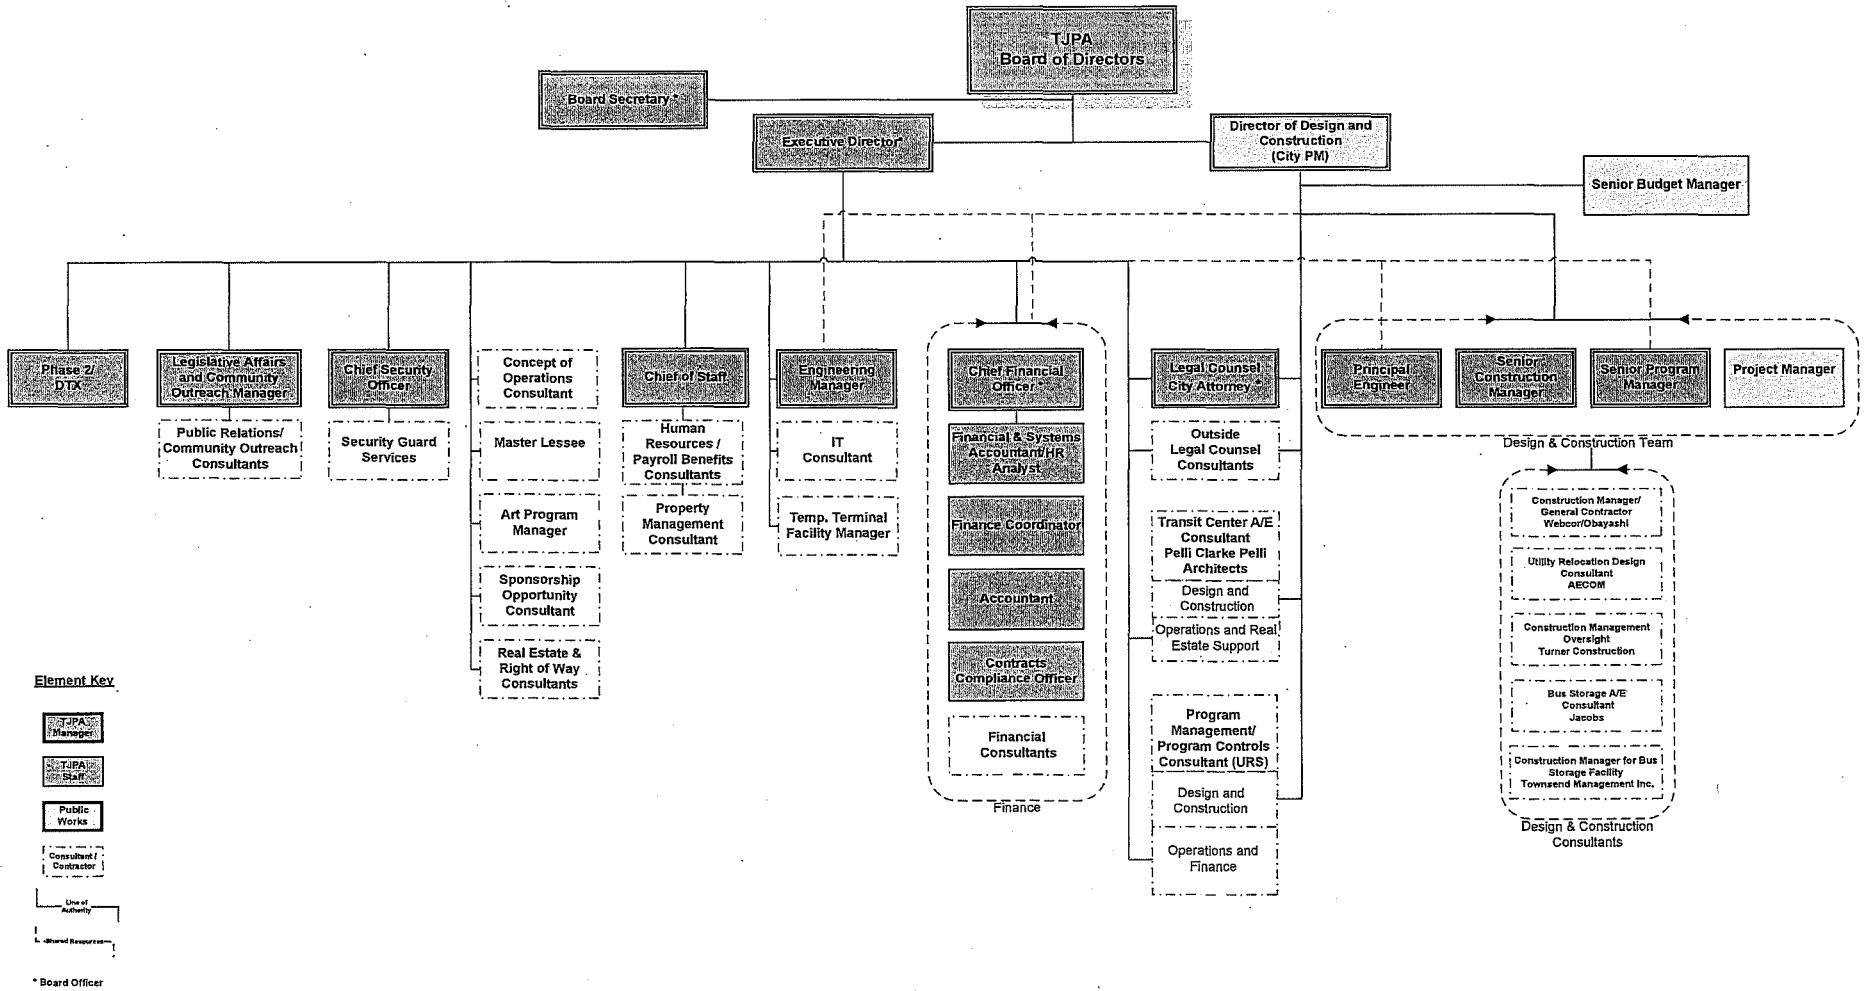 TJPA
Board of Directors
Board Secretary *
Executive Director*
Director of Design and
Construction
(City PM)
Senior Budget Manager
Phase 2/
DTX
Legislative Affairs
and Community
Outreach Manager
Public Relations/
Community Outreach
Consultants
Chief Security
Officer
Security Guard
Services
Concept of
Operations
Consultant
Master Lessee
Art Program
Manager
Sponsorship
Opportunity
Consultant
Real Estate &
Right of Way
Consultants
Chief of Staff
Human
Resources /
Payroll Benefits
Consultants
Property
Management
Consultant
Engineering
Manager
IT
Consultant
Temp. Terminal
Facility Manager
Chief Financial
Officer *
Financial & Systems
Accountant/HR
Analyst
Finance Coordinator
Accountant
Contracts
Compliance Officer
Financial
Consultants
Finance
Legal Counsel
City Attorney *
Outside
Legal Counsel
Consultants
Transit Center A/E
Consultant
Pelli Clarke Pelli
Architects
Design and
Construction
Operations and Real
Estate Support
Program
Management/
Program Controls
Consultant (URS)
Design and
Construction
Operations and
Finance
Principal
Engineer
Senior
Construction
Manager
Senior Program
Manager
Project Manager
Design & Construction Team
Construction Manager/
General Contractor
Webcor/Obayashi
Utility Relocation Design
Consultant
AECOM
Construction Management
Oversight
Turner Construction
Bus Storage A/E
Consultant
Jacobs
Construction Manager for Bus
Storage Facility
Townsend Management Inc.
Design & Construction
Consultants
Element Key
TJPA
Manager
TJPA
Staff
Public
Works
Consultant /
Contractor
Line of
Authority
Shared Resources
* Board Officer